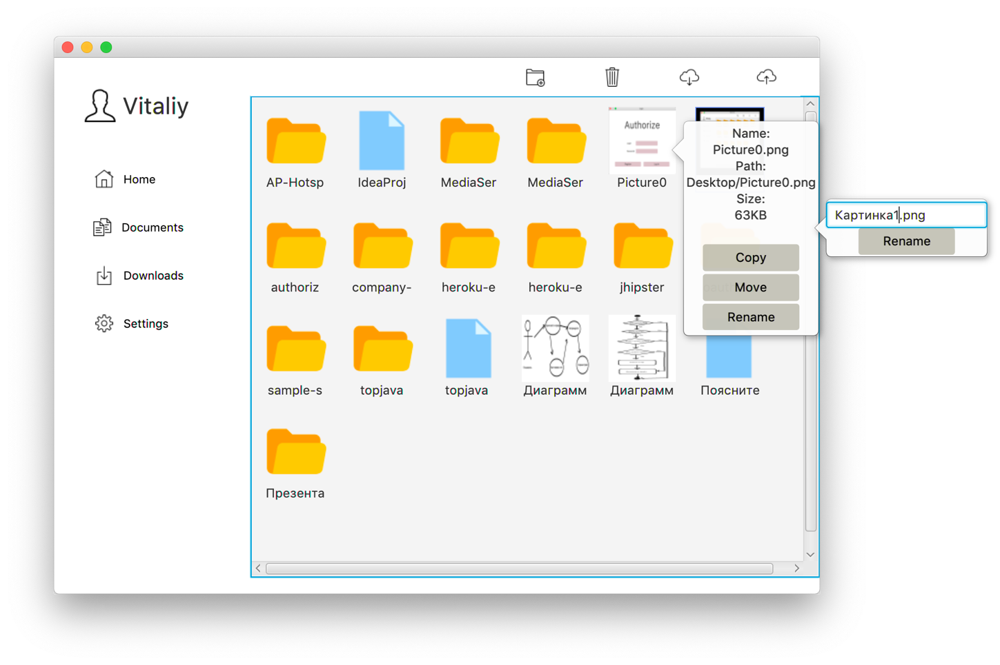 Vitaliy
Home
Documents
Downloads
Settings
AP-Hotsp
IdeaProj
MediaSer
MediaSer
Authorize
Picture0
Name:
Picture0.png
Path:
Desktop/Picture0.png
Size:
63KB
Copy
Move
Rename
Картинка1.png
Rename
authoriz
company-
heroku-e
heroku-e
jhipster
sample-s
topjava
topjava
Диаграмм
Диаграмм
Поясните
Презента